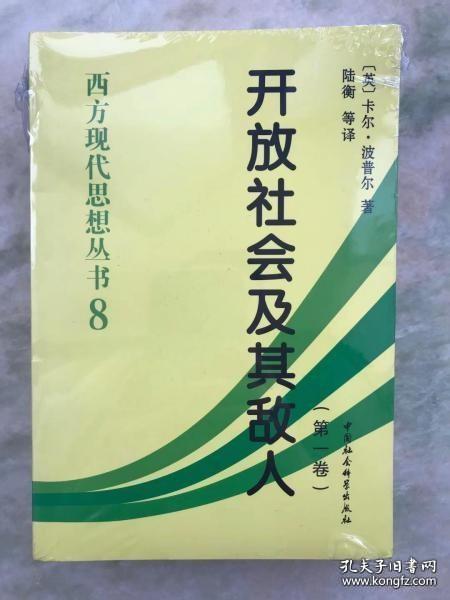 〔英〕卡尔·波普尔 著
陆衡 等译
开放社会及其敌人
（第一卷）
中国社会科学出版社
西方现代思想丛书8
孔夫子旧书网
www.kongfz.com